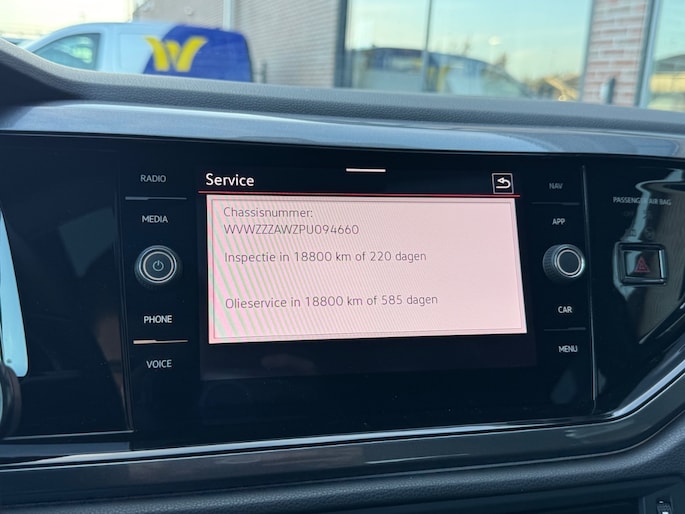 W
RADIO
MEDIA
PHONE
VOICE
Service
Chassisnummer:
WVWZZZAWZPU094660
Inspectie in 18800 km of 220 dagen
Olieservice in 18800 km of 585 dagen
NAV
APP
CAR
MENU
PASSENGER AIR BAG